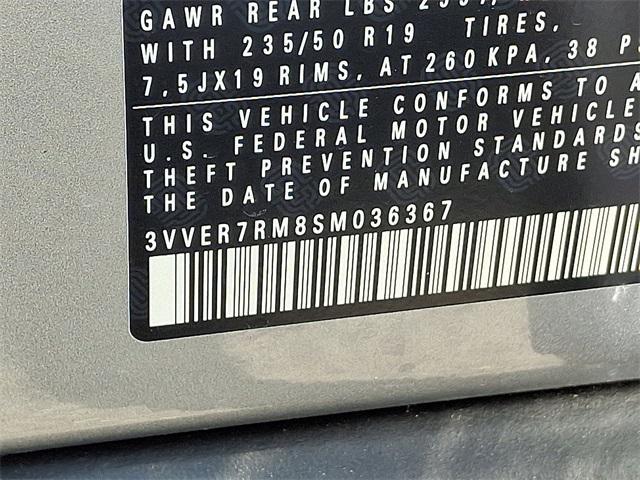 GAWR REAR LBS
WITH 235/50 R19 TIRES,
7,5JX19 RIMS, AT 260 KPA, 38
THIS VEHICLE CONFORMS TO
U.S. FEDERAL MOTOR VEHICLE
THEFT PREVENTION STANDARDS
THE DATE OF MANUFACTURE
3VVER7RM8SM036367